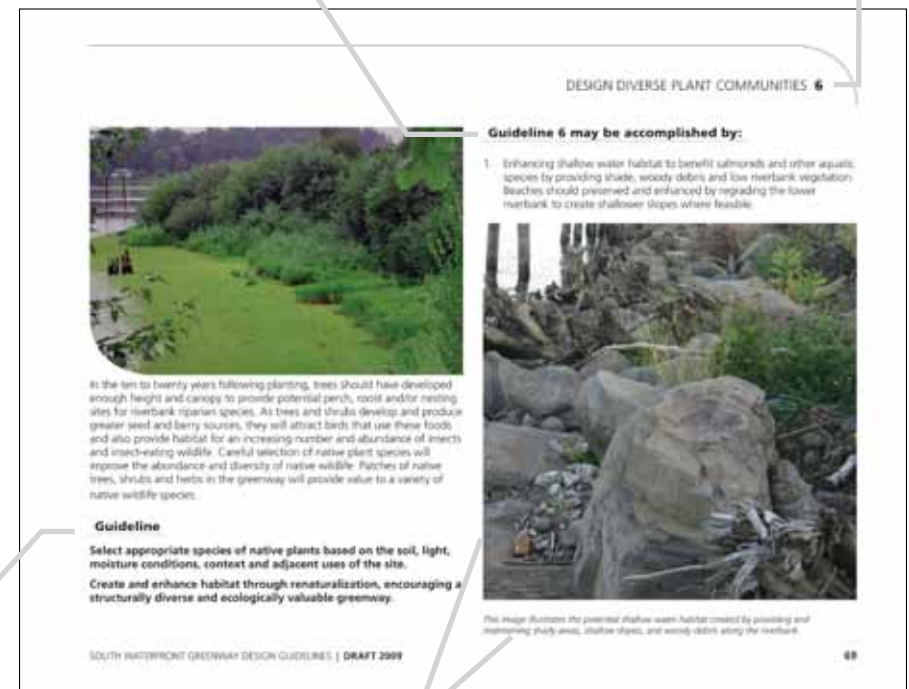 DESIGN DIVERSE PLANT COMMUNITIES 6
In the ten to twenty years following planting, trees should have developed
enough height and canopy to provide potential perch, roost and/or nesting
sites for riverbank riparian species. As trees and shrubs develop and produce
greater seed and berry sources, they will attract birds that use these foods
and also provide habitat for an increasing number and abundance of insects
and insect-eating wildlife. Careful selection of native plant species will
improve the abundance and diversity of native wildlife. Patches of native
trees, shrubs and herbs in the greenway will provide value to a variety of
native wildlife species.
Guideline
Select appropriate species of native plants based on the soil, light,
moisture conditions, context and adjacent uses of the site.
Create and enhance habitat through renaturalization, encouraging a
structurally diverse and ecologically valuable greenway.
Guideline 6 may be accomplished by:
1. Enhancing shallow water habitat to benefit salmonids and other aquatic
species by providing shade, woody debris and low riverbank vegetation.
Beaches should preserved and enhanced by regrading the lower
riverbank to create shallower slopes where feasible.
This image illustrates the potential shallow water habitat created by providing and
maintaining shady areas, shallow slopes, and woody debris along the riverbank.
SOUTH WATERFRONT GREENWAY DESIGN GUIDELINES | DRAFT 2009
69